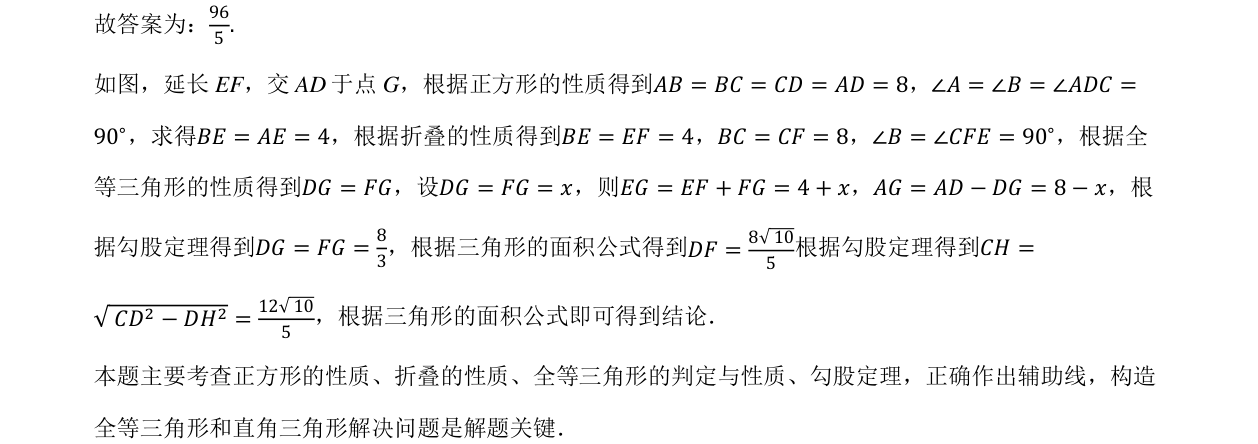 故答案为：96/5.
如图，延长 EF，交 AD 于点 G，根据正方形的性质得到AB = BC = CD = AD = 8，∠A = ∠B = ∠ADC =
90°，求得BE = AE = 4，根据折叠的性质得到BE = EF = 4，BC = CF = 8，∠B = ∠CFE = 90°，根据全
等三角形的性质得到DG = FG，设DG = FG = x，则EG = EF + FG = 4 + x，AG = AD − DG = 8 − x，根
据勾股定理得到DG = FG = 8/3，根据三角形的面积公式得到DF = 8√10/5根据勾股定理得到CH =
√CD² − DH² = 12√10/5，根据三角形的面积公式即可得到结论．
本题主要考查正方形的性质、折叠的性质、全等三角形的判定与性质、勾股定理，正确作出辅助线，构造
全等三角形和直角三角形解决问题是解题关键．